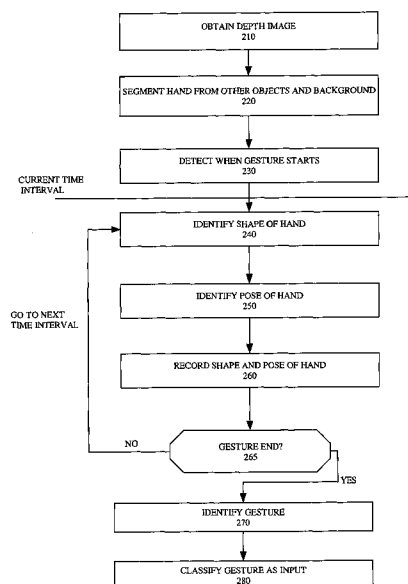 OBTAIN DEPTH IMAGE
210
SEGMENT HAND FROM OTHER OBJECTS AND BACKGROUND
220
DETECT WHEN GESTURE STARTS
230
CURRENT TIME
INTERVAL
IDENTIFY SHAPE OF HAND
240
IDENTIFY POSE OF HAND
250
GO TO NEXT
TIME INTERVAL
RECORD SHAPE AND POSE OF HAND
260
NO
GESTURE END?
265
YES
IDENTIFY GESTURE
270
CLASSIFY GESTURE AS INPUT
280